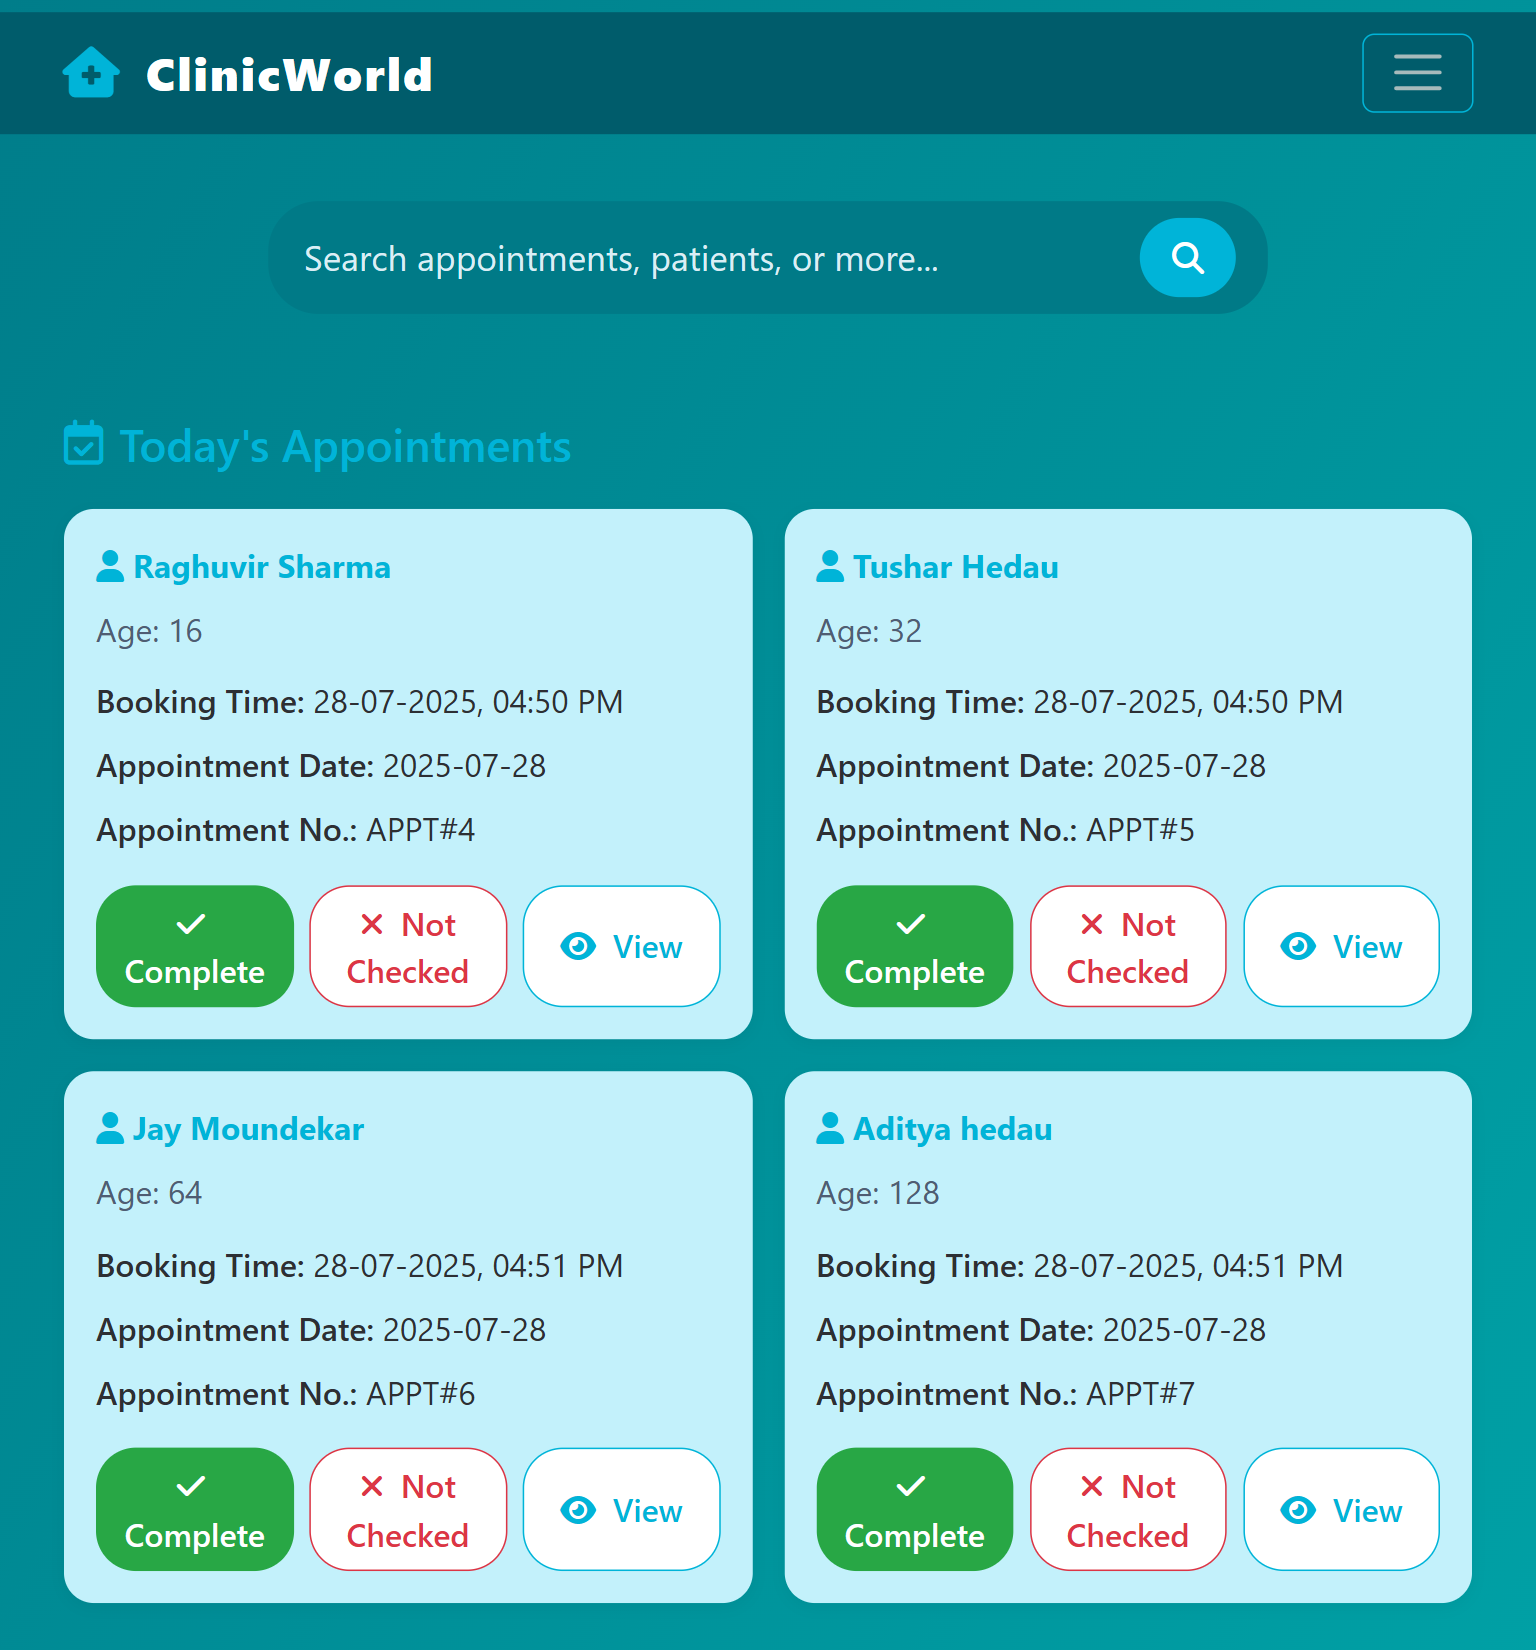 ClinicWorld
Search appointments, patients, or more...
Today's Appointments
Raghuvir Sharma
Age: 16
Booking Time: 28-07-2025, 04:50 PM
Appointment Date: 2025-07-28
Appointment No.: APPT#4
Complete
Not
Checked
View
Tushar Hedau
Age: 32
Booking Time: 28-07-2025, 04:50 PM
Appointment Date: 2025-07-28
Appointment No.: APPT#5
Complete
Not
Checked
View
Jay Moundekar
Age: 64
Booking Time: 28-07-2025, 04:51 PM
Appointment Date: 2025-07-28
Appointment No.: APPT#6
Complete
Not
Checked
View
Aditya hedau
Age: 128
Booking Time: 28-07-2025, 04:51 PM
Appointment Date: 2025-07-28
Appointment No.: APPT#7
Complete
Not
Checked
View